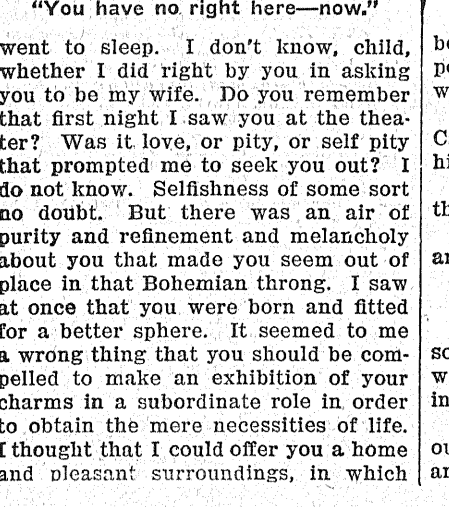 "You have no right here—now."
went to sleep. I don't know, child,
whether I did right by you in asking
you to be my wife. Do you remember
that first night I saw you at the thea-
ter? Was it love, or pity, or self pity
that prompted me to seek you out? I
do not know. Selfishness of some sort
no doubt. But there was an air of
purity and refinement and melancholy
about you that made you seem out of
place in that Bohemian throng. I saw
at once that you were born and fitted
for a better sphere. It seemed to me
a wrong thing that you should be com-
pelled to make an exhibition of your
charms in a subordinate role in order
to obtain the mere necessities of life.
I thought that I could offer you a home
and pleasant surroundings, in which